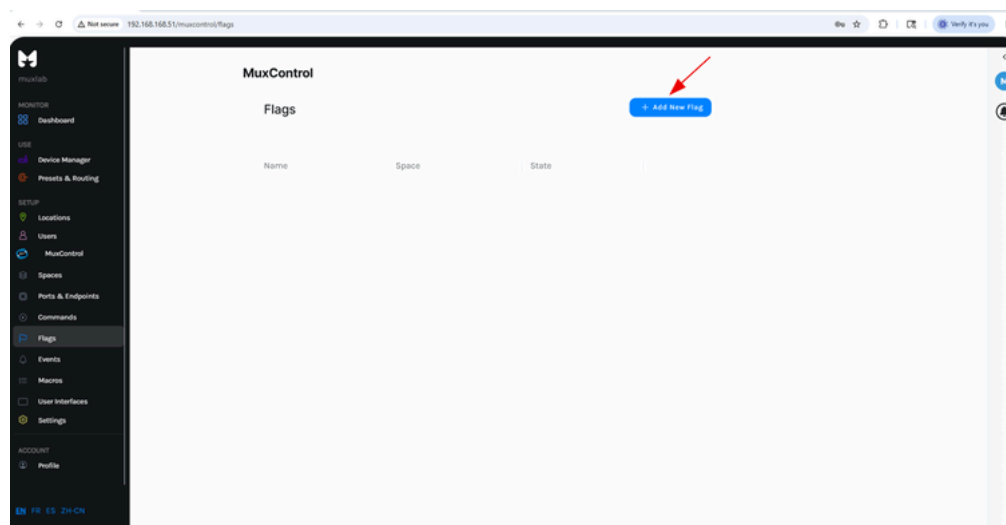 Not secure 192.168.168.51/muxcontrol/flags
Verify it's you
muxlab
MONITOR
Dashboard
USE
Device Manager
Presets & Routing
SETUP
Locations
Users
MuxControl
Spaces
Ports & Endpoints
Commands
Flags
Events
Macros
User Interfaces
Settings
ACCOUNT
Profile
EN FR ES ZH-CN
MuxControl
Flags
+ Add New Flag
Name Space State
M